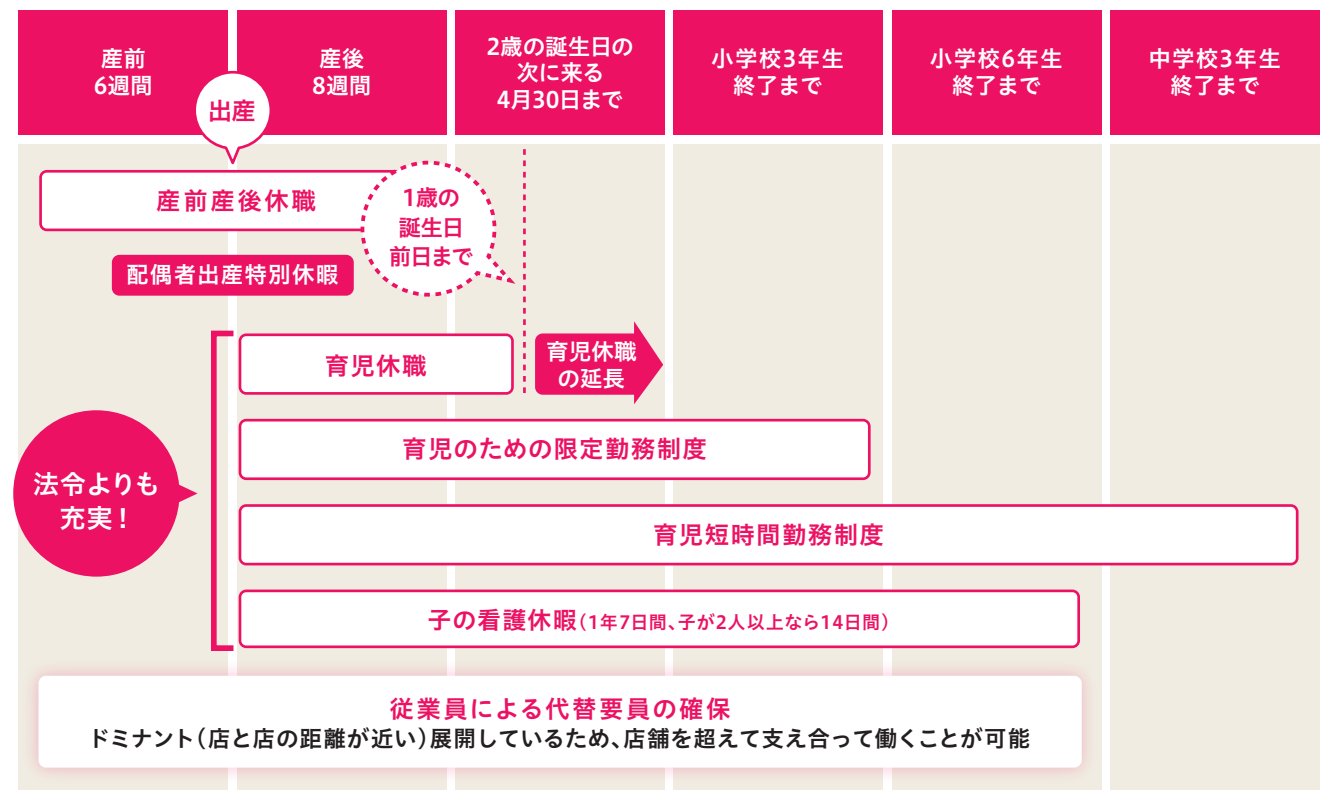 産前
6週間
産後
8週間
2歳の誕生日の
次に来る
4月30日まで
小学校3年生
終了まで
小学校6年生
終了まで
中学校3年生
終了まで
出産
産前産後休職
1歳の
誕生日
前日まで
配偶者出産特別休暇
育児休職
育児休職
の延長
育児のための限定勤務制度
法令よりも
充実！
育児短時間勤務制度
子の看護休暇（1年7日間、子が2人以上なら14日間）
従業員による代替要員の確保
ドミナント（店と店の距離が近い）展開しているため、店舗を超えて支え合って働くことが可能